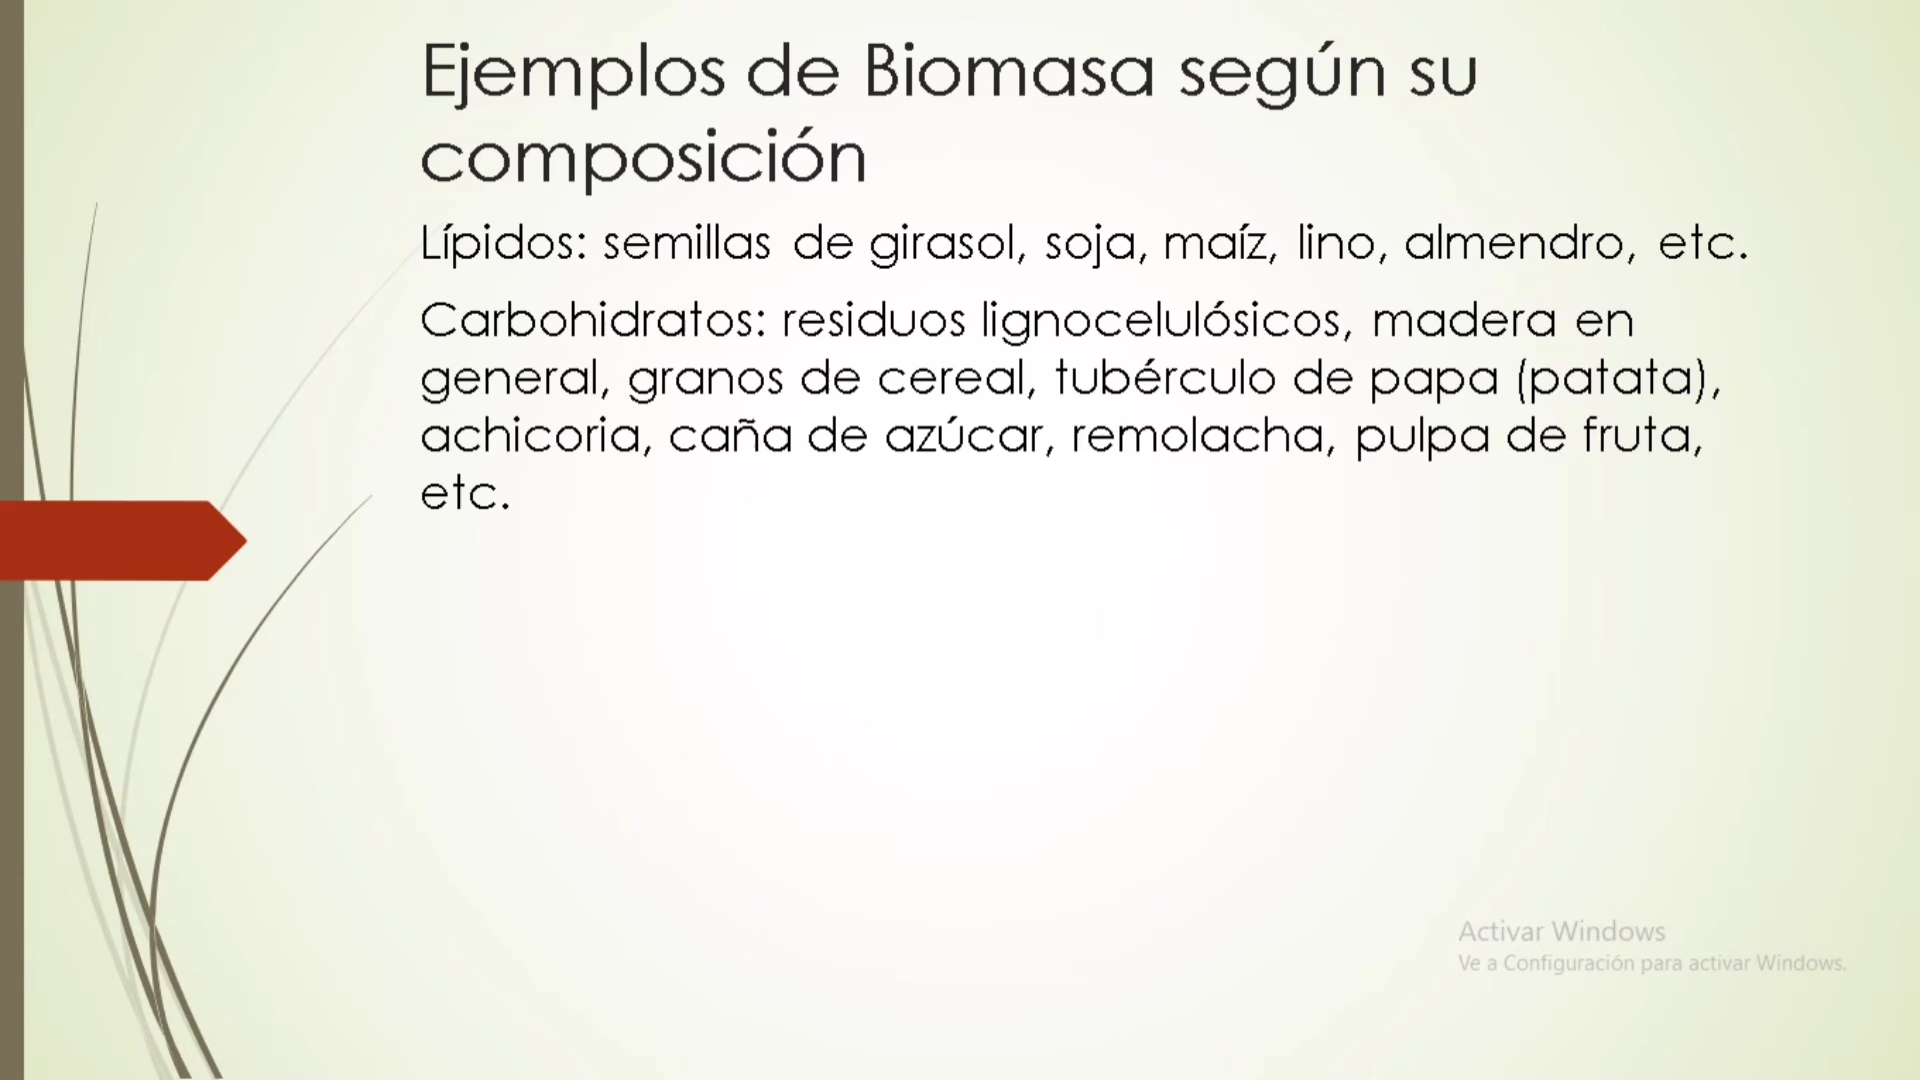 Ejemplos de Biomasa según su
composición
Lípidos: semillas de girasol, soja, maíz, lino, almendro, etc.
Carbohidratos: residuos lignocelulósicos, madera en
general, granos de cereal, tubérculo de papa (patata),
achicoria, caña de azúcar, remolacha, pulpa de fruta,
etc.
Activar Windows
Ve a Configuración para activar Windows.